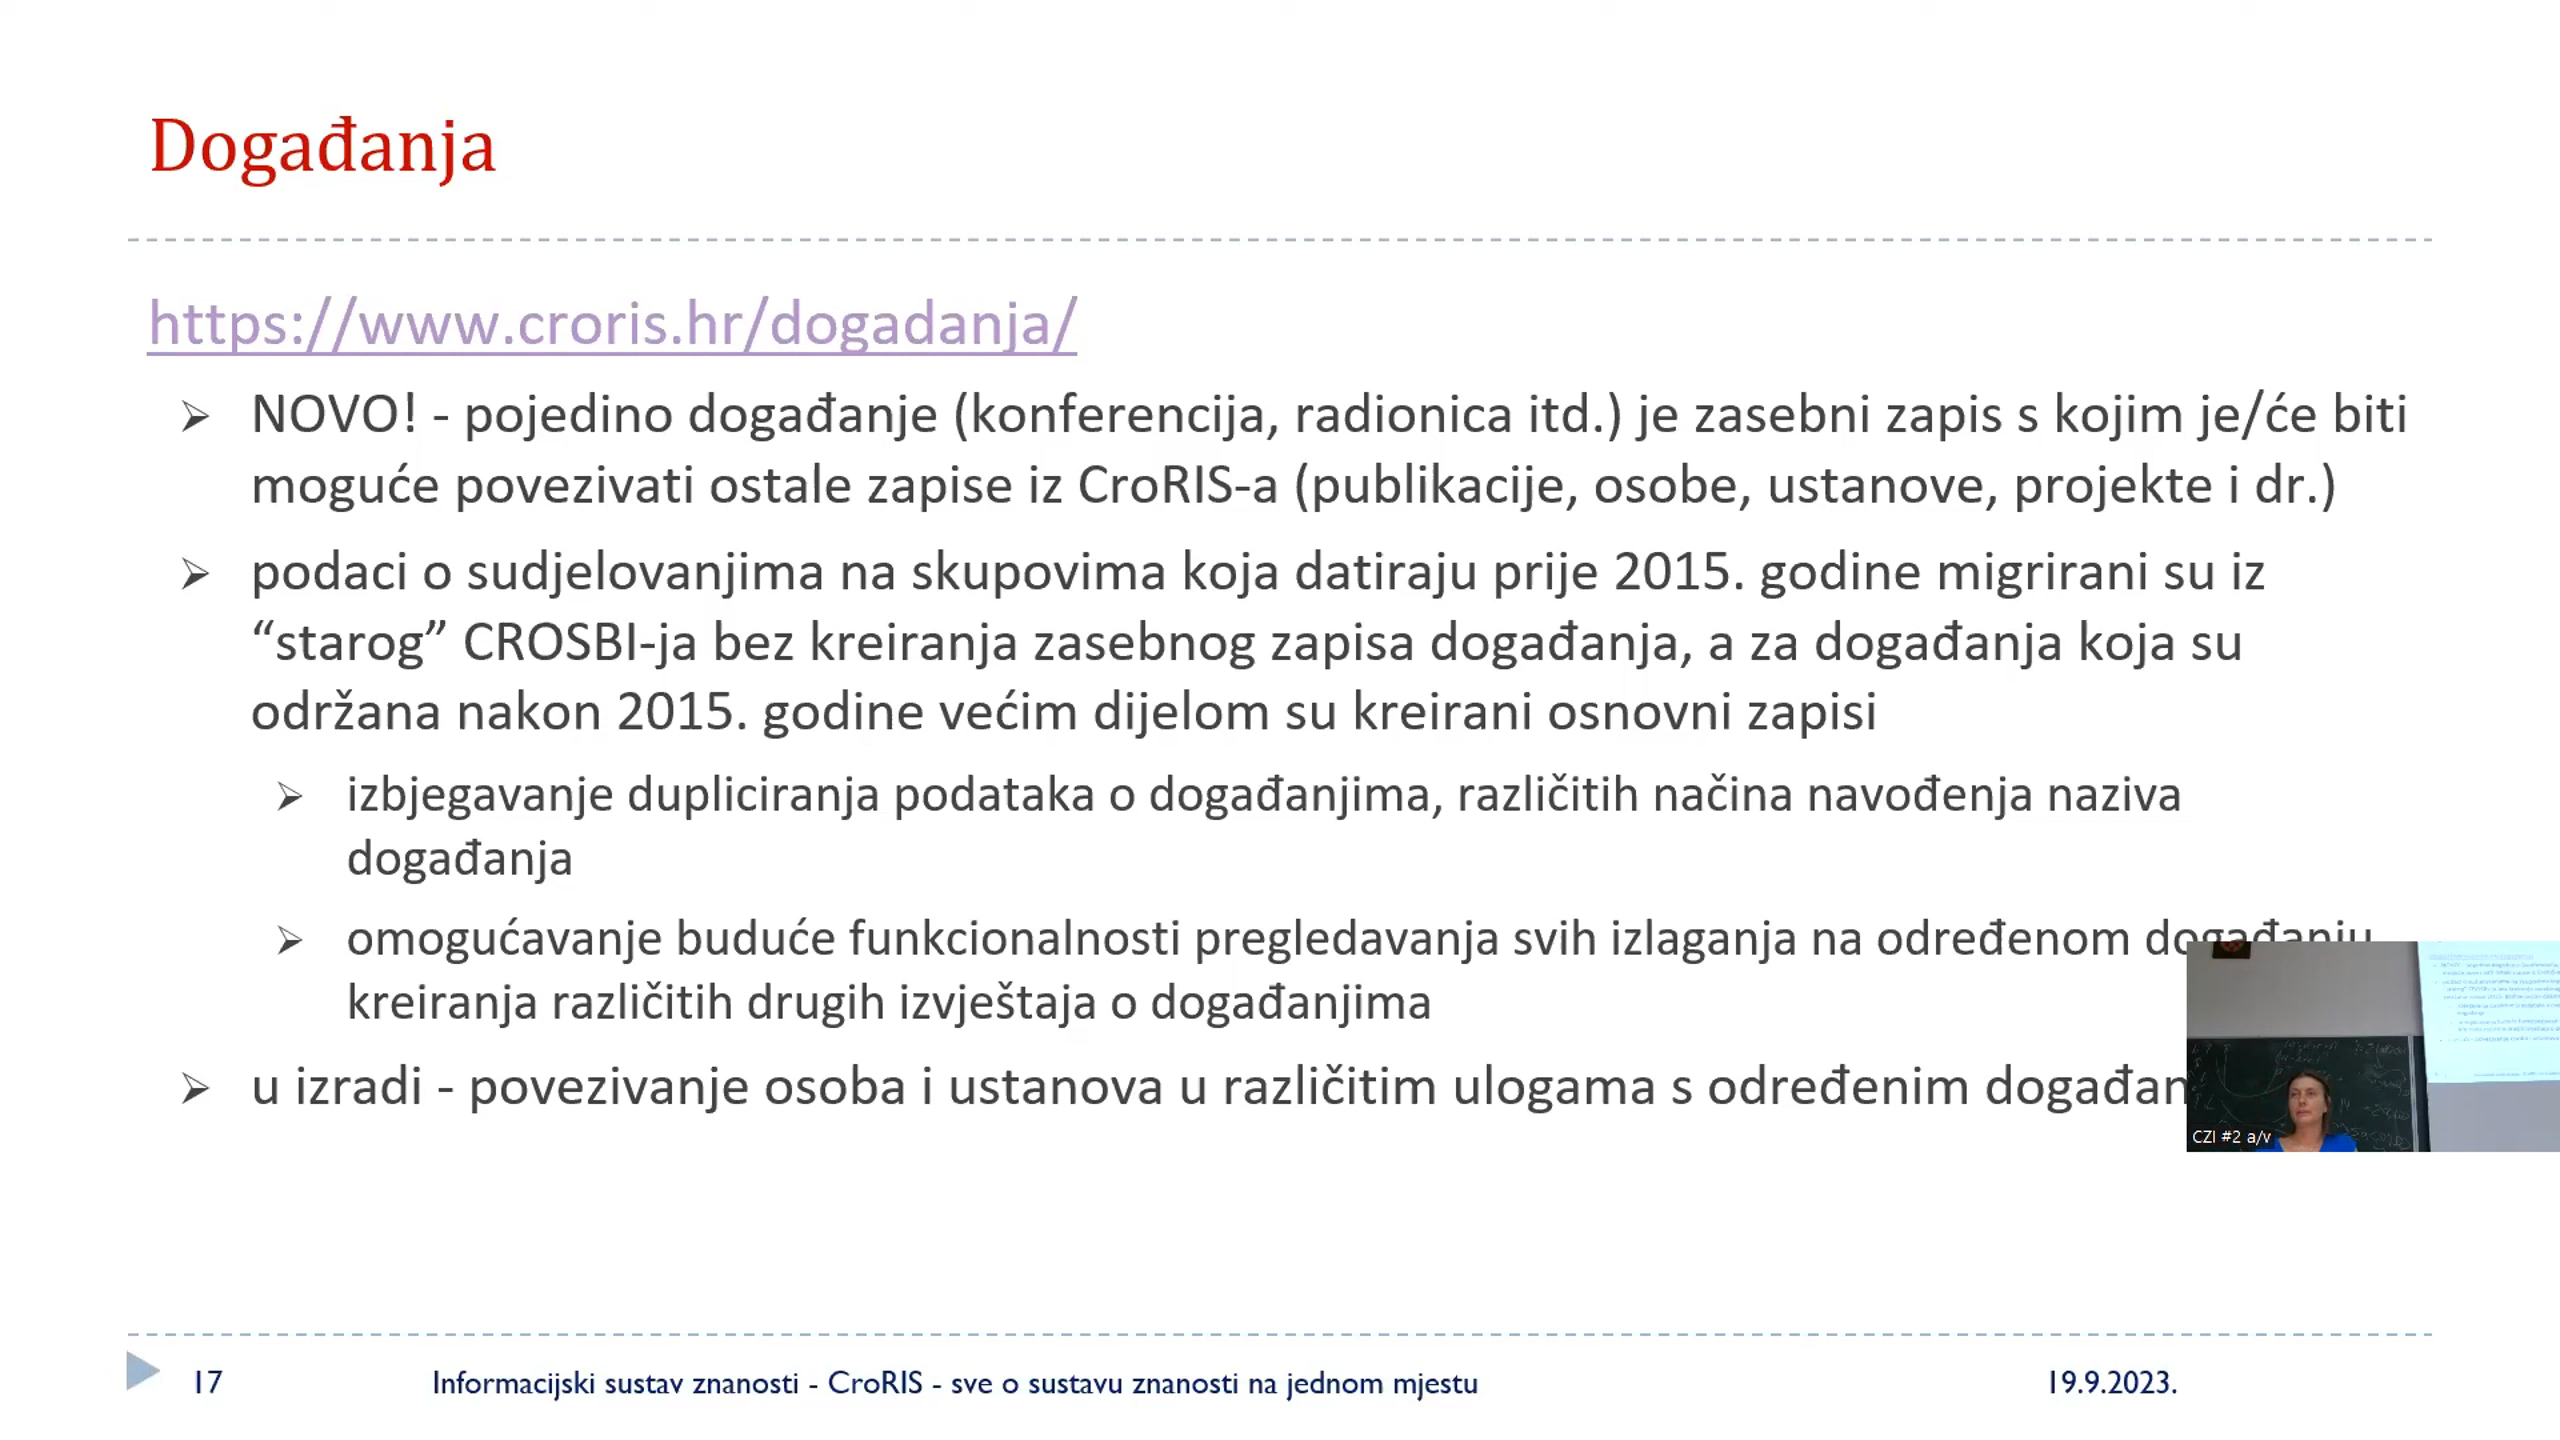 Događanja
https://www.croris.hr/dogadanja/
➢ NOVO! - pojedino događanje (konferencija, radionica itd.) je zasebni zapis s kojim je/će biti
moguće povezivati ostale zapise iz CroRIS-a (publikacije, osobe, ustanove, projekte i dr.)
➢ podaci o sudjelovanjima na skupovima koja datiraju prije 2015. godine migrirani su iz
“starog” CROSBI-ja bez kreiranja zasebnog zapisa događanja, a za događanja koja su
održana nakon 2015. godine većim dijelom su kreirani osnovni zapisi
➢ izbjegavanje dupliciranja podataka o događanjima, različitih načina navođenja naziva
događanja
➢ omogućavanje buduće funkcionalnosti pregledavanja svih izlaganja na određenom događanju
kreiranja različitih drugih izvještaja o događanjima
➢ u izradi - povezivanje osoba i ustanova u različitim ulogama s određenim događan
CZI #2 a/v
17
Informacijski sustav znanosti - CroRIS - sve o sustavu znanosti na jednom mjestu
19.9.2023.